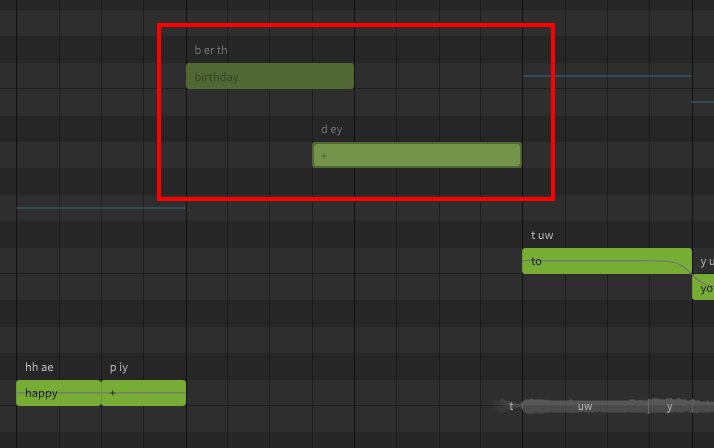 b er th
birthday
d ey
+
t uw
to
y u
yo
hh ae
p iy
happy
+
t
uw
y